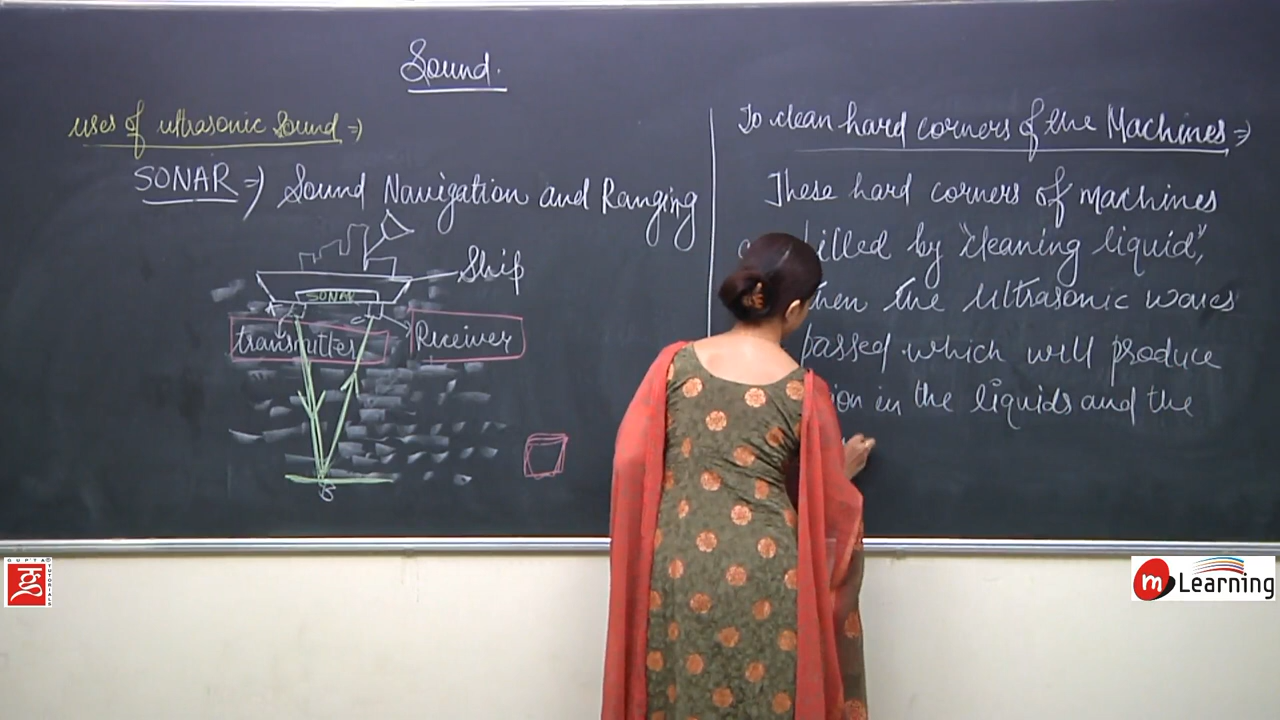 Sound.
uses of ultrasonic Sound ⇒
SONAR ⇒ Sound Navigation and Ranging
Ship
SONAR
transmitter
Receiver
B
To clean hard corners of the Machines ⇒
These hard corners of machines
filled by "cleaning liquid",
then the ultrasonic waves
passed which will produce
in the liquids and the
GUPTA TUTORIALS
ग
m Learning